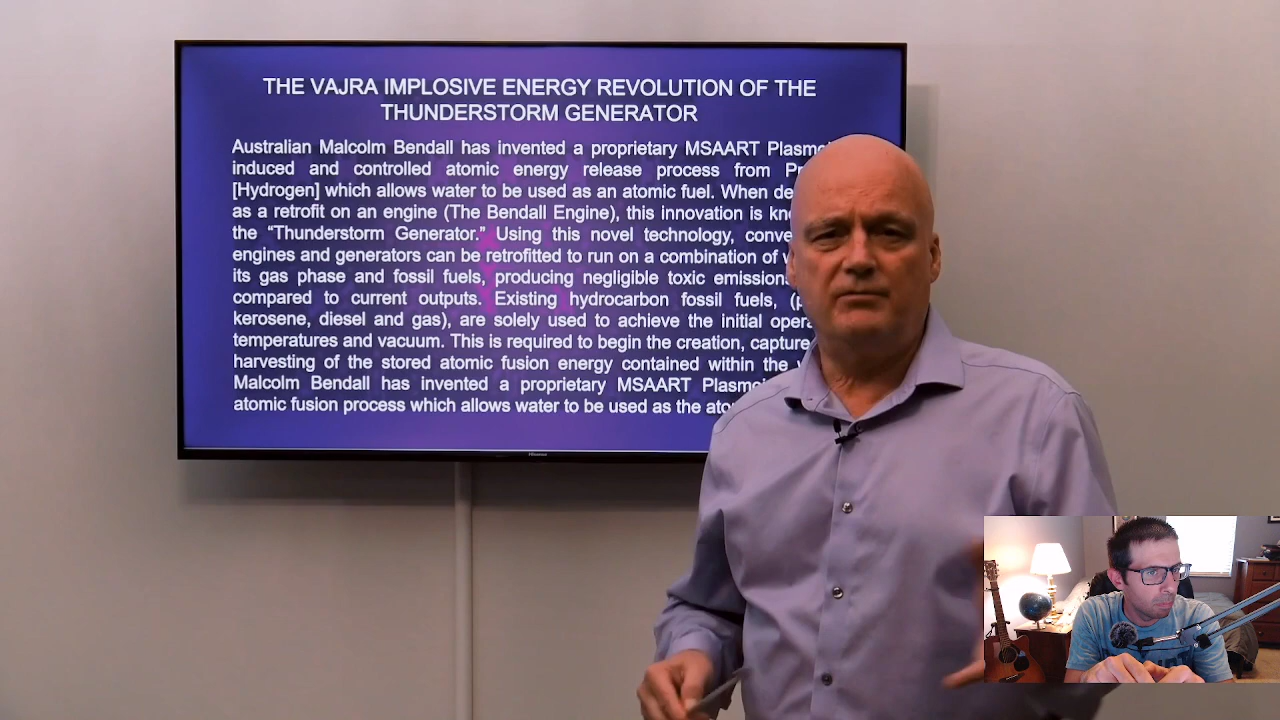 THE VAJRA IMPLOSIVE ENERGY REVOLUTION OF THE
THUNDERSTORM GENERATOR
Australian Malcolm Bendall has invented a proprietary MSAART
induced and controlled atomic energy release process from
[Hydrogen] which allows water to be used as an atomic fuel. When
as a retrofit on an engine (The Bendall Engine), this innovation is
the “Thunderstorm Generator.” Using this novel technology,
engines and generators can be retrofitted to run on a combination of
its gas phase and fossil fuels, producing negligible toxic emissions
compared to current outputs. Existing hydrocarbon fossil fuels,
kerosene, diesel and gas), are solely used to achieve the initial
temperatures and vacuum. This is required to begin the creation, capture
harvesting of the stored atomic fusion energy contained within the
Malcolm Bendall has invented a proprietary MSAART
atomic fusion process which allows water to be used as the
Hisense